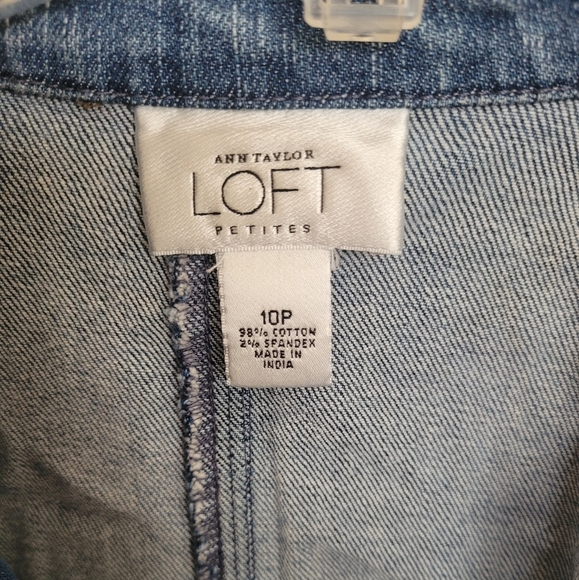 ANN TAYLOR
LOFT
PETITES
10P
98% COTTON
2% SPANDEX
MADE IN
INDIA